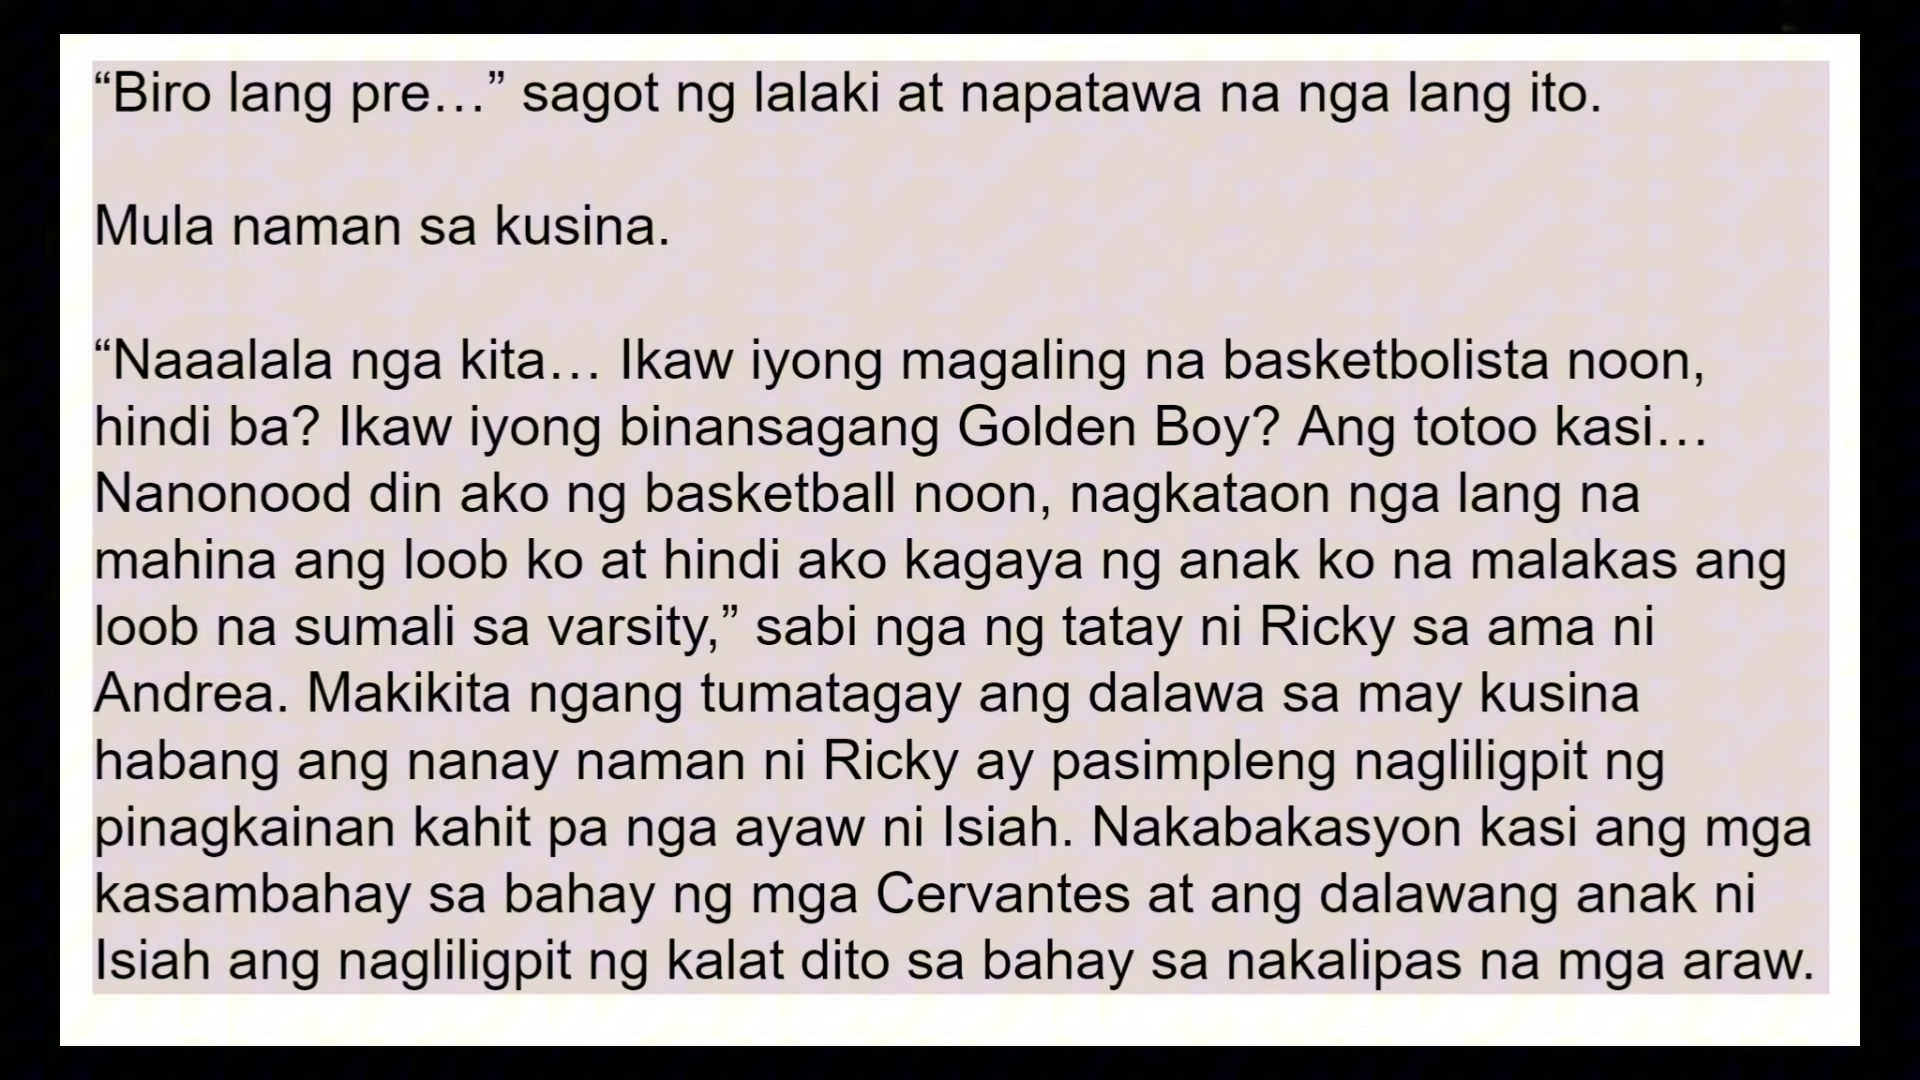 “Biro lang pre…” sagot ng lalaki at napatawa na nga lang ito.
Mula naman sa kusina.
“Naaalala nga kita… Ikaw iyong magaling na basketbolista noon,
hindi ba? Ikaw iyong binansagang Golden Boy? Ang totoo kasi…
Nanonood din ako ng basketball noon, nagkataon nga lang na
mahina ang loob ko at hindi ako kagaya ng anak ko na malakas ang
loob na sumali sa varsity,” sabi nga ng tatay ni Ricky sa ama ni
Andrea. Makikita ngang tumatagay ang dalawa sa may kusina
habang ang nanay naman ni Ricky ay pasimpleng nagliligpit ng
pinagkainan kahit pa nga ayaw ni Isiah. Nakabakasyon kasi ang mga
kasambahay sa bahay ng mga Cervantes at ang dalawang anak ni
Isiah ang nagliligpit ng kalat dito sa bahay sa nakalipas na mga araw.